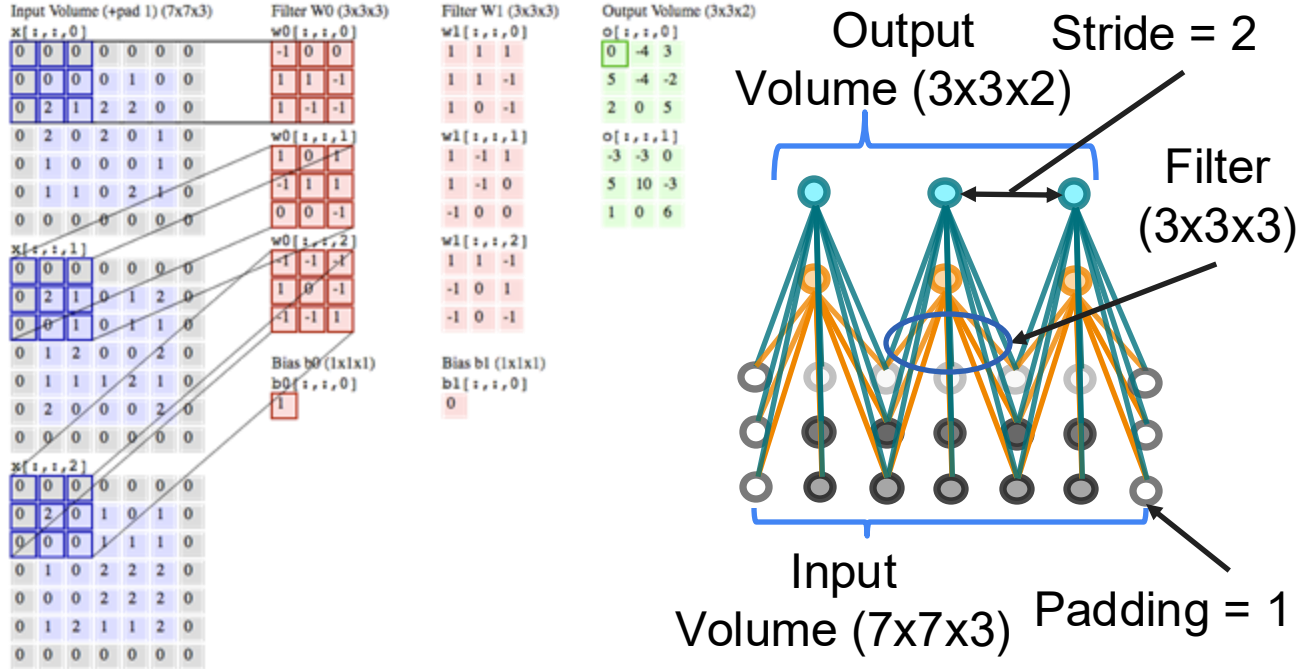 Input Volume (+pad 1) (7x7x3)
x[:,:,0]
0 0 0 0 0 0 0
0 0 0 0 1 0 0
0 2 1 2 2 0 0
0 2 0 2 0 1 0
0 1 0 0 0 1 0
0 1 1 0 2 1 0
0 0 0 0 0 0 0
x[:,:,1]
0 0 0 0 0 0 0
0 2 1 0 1 2 0
0 0 1 0 1 1 0
0 1 2 0 0 2 0
0 1 1 1 2 1 0
0 2 0 0 0 2 0
0 0 0 0 0 0 0
x[:,:,2]
0 0 0 0 0 0 0
0 2 0 1 0 1 0
0 0 0 1 1 1 0
0 1 0 2 2 2 0
0 0 0 2 2 2 0
0 1 2 1 1 2 0
0 0 0 0 0 0 0
Filter W0 (3x3x3)
w0[:,:,0]
-1 0 0
1 1 -1
1 -1 -1
w0[:,:,1]
1 0 1
-1 1 1
0 0 -1
w0[:,:,2]
-1 -1 -1
1 0 -1
-1 -1 1
Bias b0 (1x1x1)
b0[:,:,0]
1
Filter W1 (3x3x3)
w1[:,:,0]
1 1 1
1 1 -1
1 0 -1
w1[:,:,1]
1 -1 1
1 -1 0
-1 0 0
w1[:,:,2]
1 1 -1
-1 0 1
-1 0 -1
Bias b1 (1x1x1)
b1[:,:,0]
0
Output Volume (3x3x2)
o[:,:,0]
0 -4 3
5 -4 -2
2 0 5
o[:,:,1]
-3 -3 0
5 10 -3
1 0 6
Output
Volume (3x3x2)
Stride = 2
Filter
(3x3x3)
Input
Volume (7x7x3)
Padding = 1